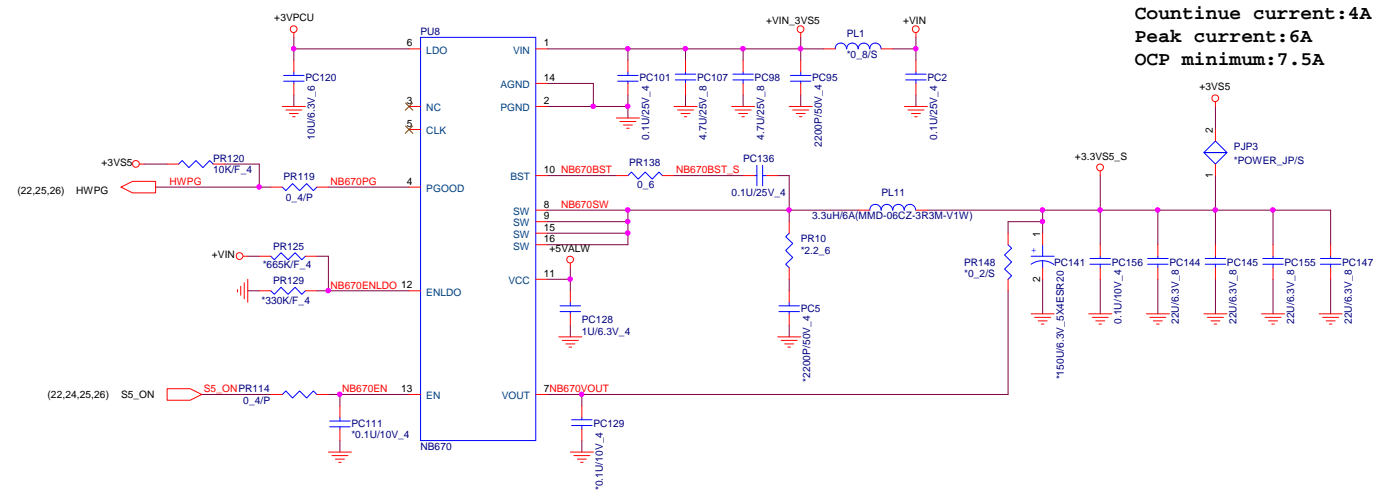 Countinue current:4A
Peak current:6A
OCP minimum:7.5A
+3VPCU
+VIN_3VS5
+VIN
PL1
*0_8/S
PU8
6
LDO
VIN
1
14
AGND
2
PGND
3
NC
5
CLK
PC120
10U/6.3V_6
PC101
0.1U/25V_4
PC107
4.7U/25V_8
PC98
4.7U/25V_8
PC95
2200P/50V_4
PC2
0.1U/25V_4
+3VS5
2
PJP3
*POWER_JP/S
1
+3VS5
PR120
10K/F_4
(22,25,26)
HWPG
HWPG
PR119
0_4/P
NB670PG
4
PGOOD
BST
10
NB670BST
PR138
0_6
NB670BST_S
PC136
0.1U/25V_4
+3.3VS5_S
SW
8
NB670SW
SW
9
SW
15
SW
16
PL11
3.3uH/6A(MMD-06CZ-3R3M-V1W)
+VIN
PR125
*665K/F_4
PR129
*330K/F_4
NB670ENLDO
12
ENLDO
+5VALW
VCC
11
PC128
1U/6.3V_4
PR10
*2.2_6
PC5
*2200P/50V_4
PR148
*0_2/S
+
1
PC141
2
*150U/6.3V_5X4ESR20
PC156
0.1U/10V_4
PC144
22U/6.3V_8
PC145
22U/6.3V_8
PC155
22U/6.3V_8
PC147
22U/6.3V_8
(22,24,25,26)
S5_ON
S5_ON
PR114
0_4/P
NB670EN
13
EN
VOUT
7
NB670VOUT
PC111
*0.1U/10V_4
PC129
*0.1U/10V_4
NB670